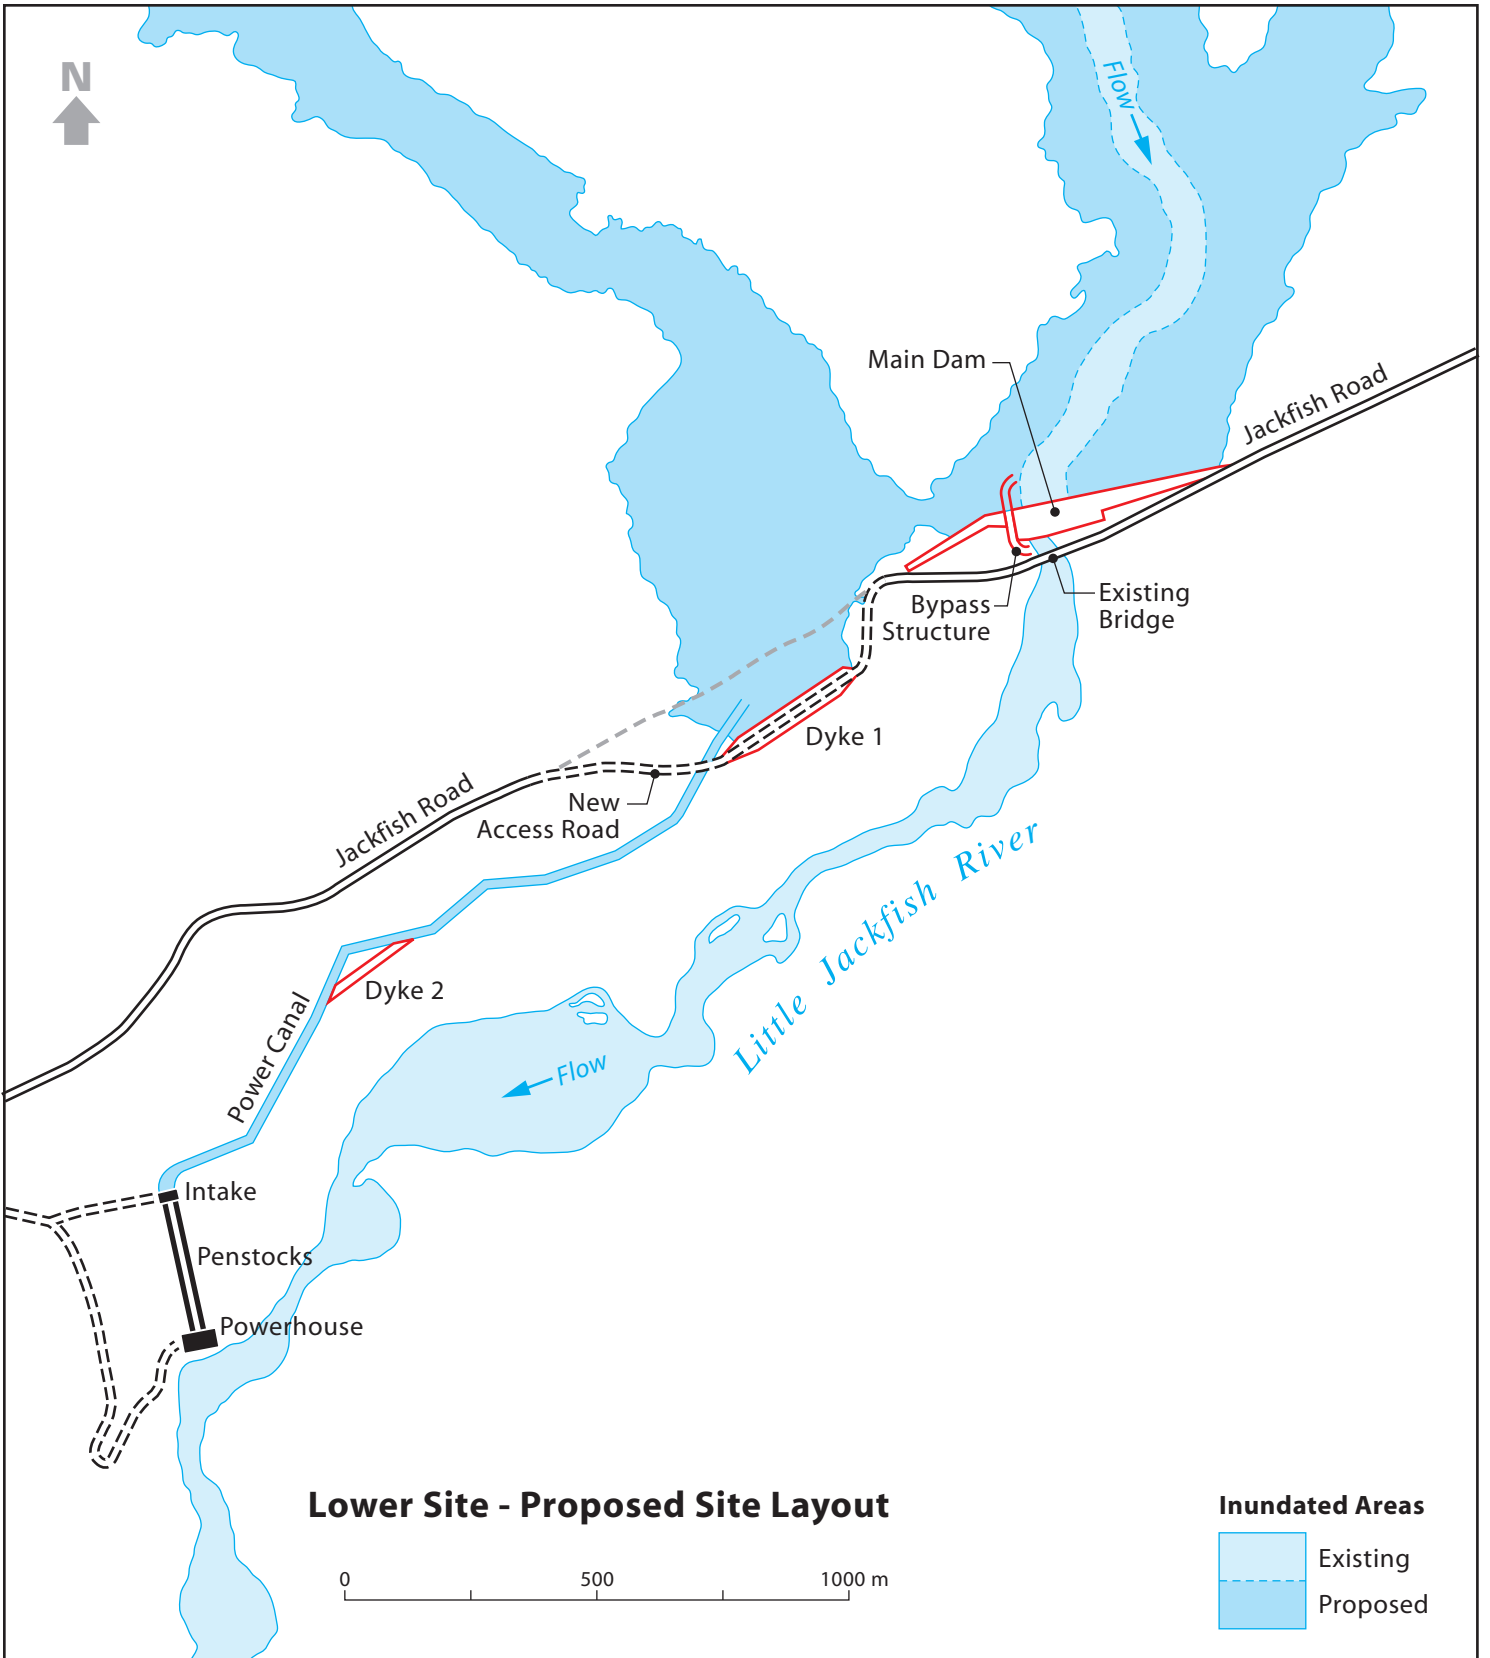 N
Flow
Main Dam
Jackfish Road
Bypass
Structure
Existing
Bridge
Dyke 1
New
Access Road
Jackfish Road
Little Jackfish River
Dyke 2
Power Canal
Flow
Intake
Penstocks
Powerhouse
Lower Site - Proposed Site Layout
0 500 1000 m
Inundated Areas
Existing
Proposed